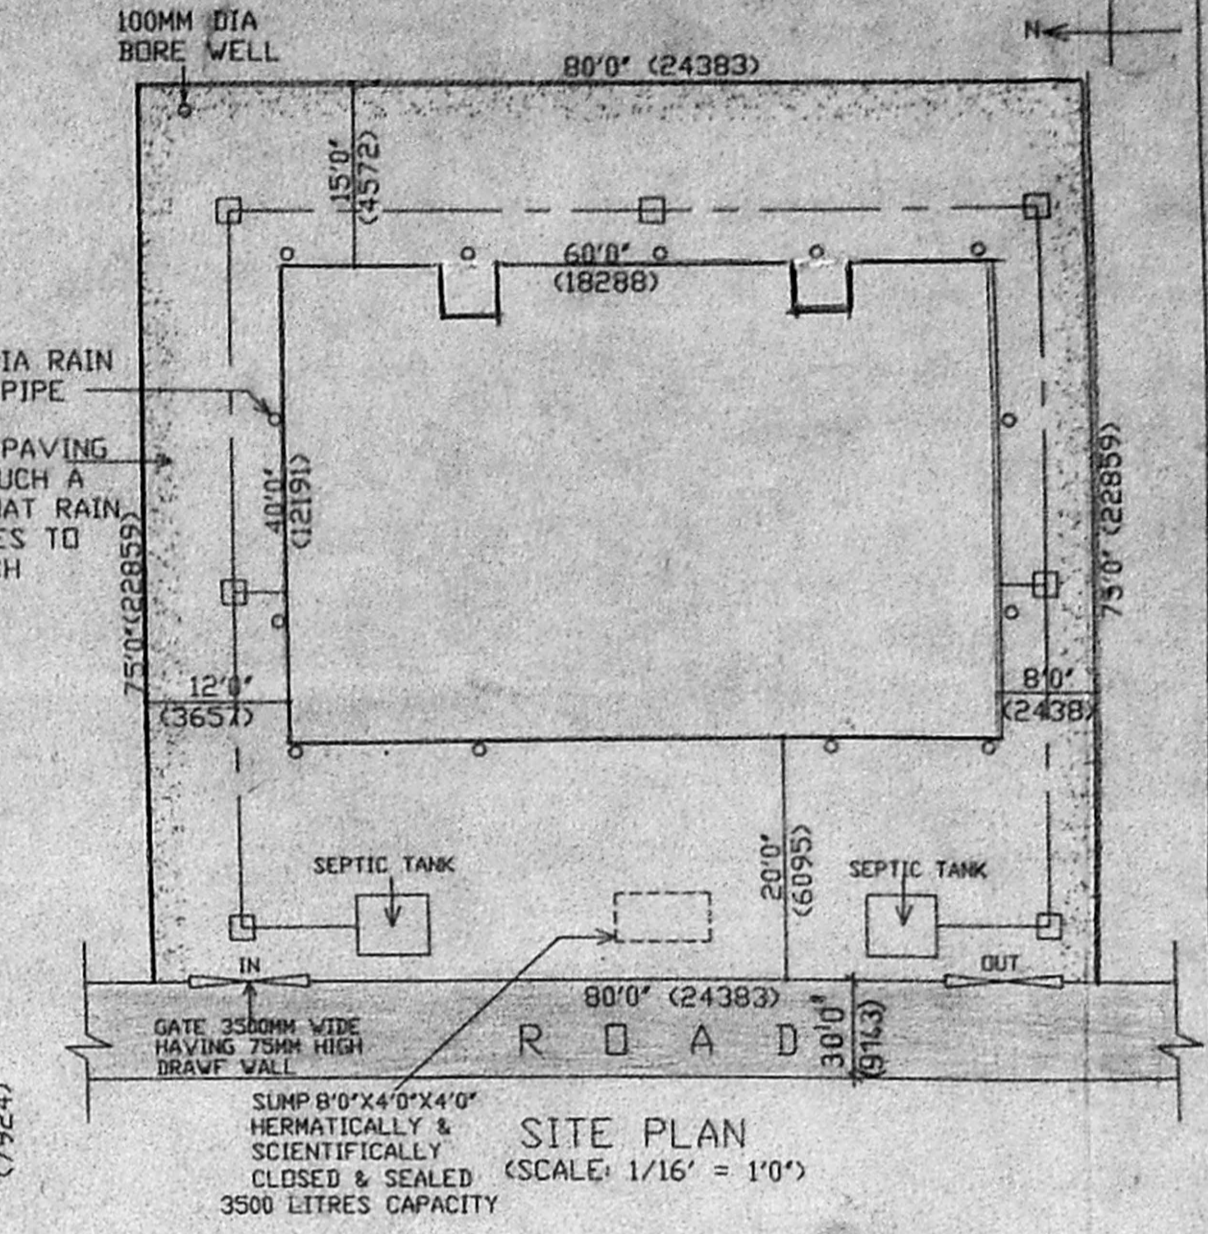 100MM DIA
BORE WELL
N
80'0" (24383)
15'0"
(4572)
60'0"
(18288)
IA RAIN
PIPE
PAVING
UCH A
AT RAIN
ES TO
H
40'0"
(12191)
75'0"(22859)
75'0" (22859)
12'0"
(3657)
8'0"
(2438)
SEPTIC TANK
20'0"
(6095)
SEPTIC TANK
IN
OUT
80'0" (24383)
GATE 3500MM WIDE
HAVING 75MM HIGH
DRAWF WALL
R O A D
30'0"
(9143)
SUMP 8'0"X4'0"X4'0"
HERMATICALLY &
SCIENTIFICALLY
CLOSED & SEALED
3500 LITRES CAPACITY
SITE PLAN
(SCALE: 1/16' = 1'0")
(7924)